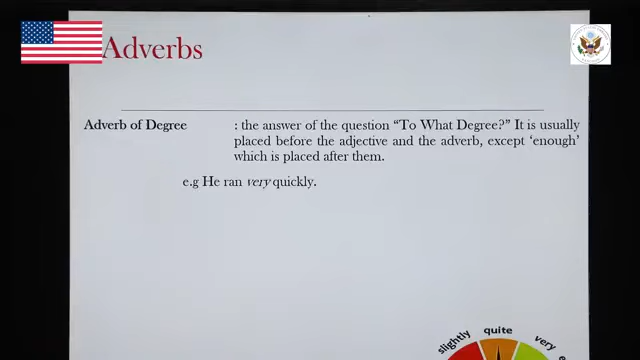 Adverbs
Adverb of Degree : the answer of the question “To What Degree?” It is usually
placed before the adjective and the adverb, except ‘enough’
which is placed after them.
e.g He ran very quickly.
slightly quite very